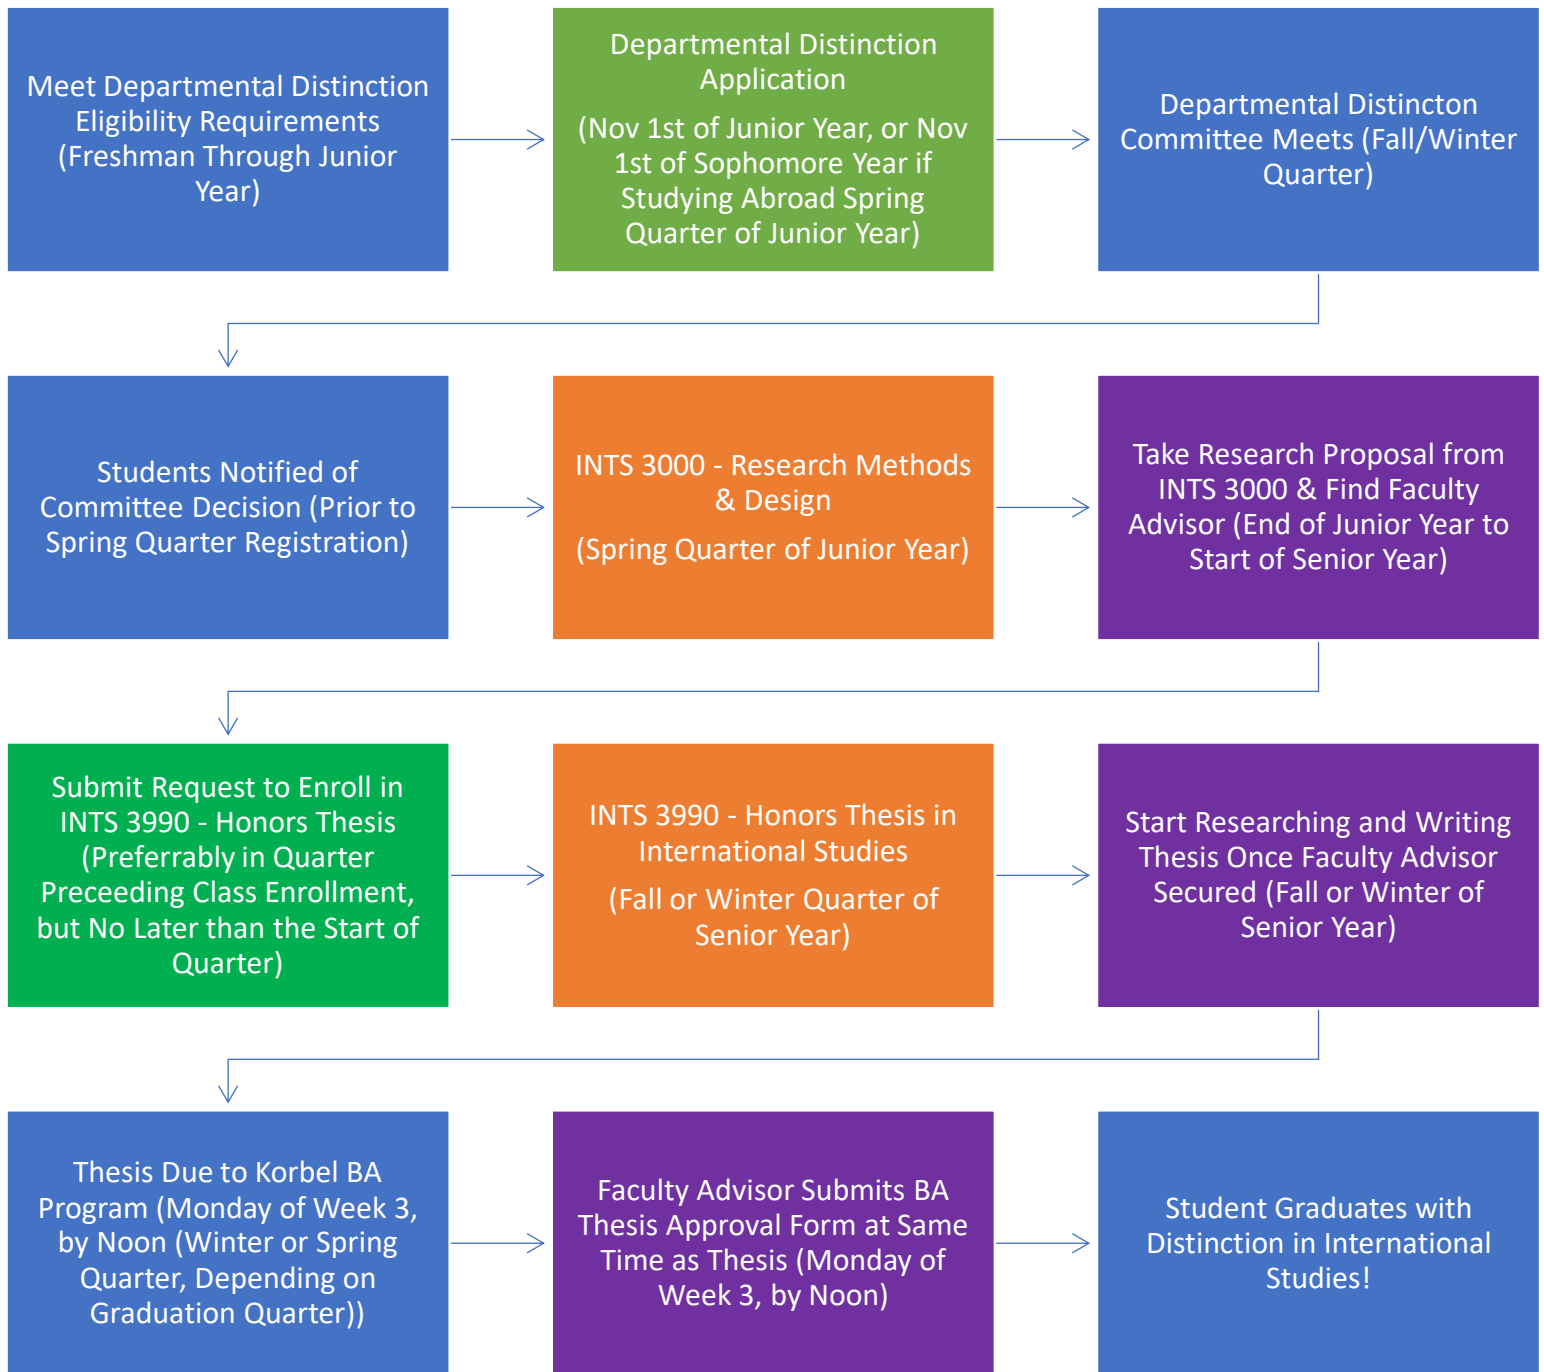 Meet Departmental Distinction
Eligibility Requirements
(Freshman Through Junior
Year)
Departmental Distinction
Application
(Nov 1st of Junior Year, or Nov
1st of Sophomore Year if
Studying Abroad Spring
Quarter of Junior Year)
Departmental Distincton
Committee Meets (Fall/Winter
Quarter)
Students Notified of
Committee Decision (Prior to
Spring Quarter Registration)
INTS 3000 - Research Methods
& Design
(Spring Quarter of Junior Year)
Take Research Proposal from
INTS 3000 & Find Faculty
Advisor (End of Junior Year to
Start of Senior Year)
Submit Request to Enroll in
INTS 3990 - Honors Thesis
(Preferrably in Quarter
Preceeding Class Enrollment,
but No Later than the Start of
Quarter)
INTS 3990 - Honors Thesis in
International Studies
(Fall or Winter Quarter of
Senior Year)
Start Researching and Writing
Thesis Once Faculty Advisor
Secured (Fall or Winter of
Senior Year)
Thesis Due to Korbel BA
Program (Monday of Week 3,
by Noon (Winter or Spring
Quarter, Depending on
Graduation Quarter))
Faculty Advisor Submits BA
Thesis Approval Form at Same
Time as Thesis (Monday of
Week 3, by Noon)
Student Graduates with
Distinction in International
Studies!